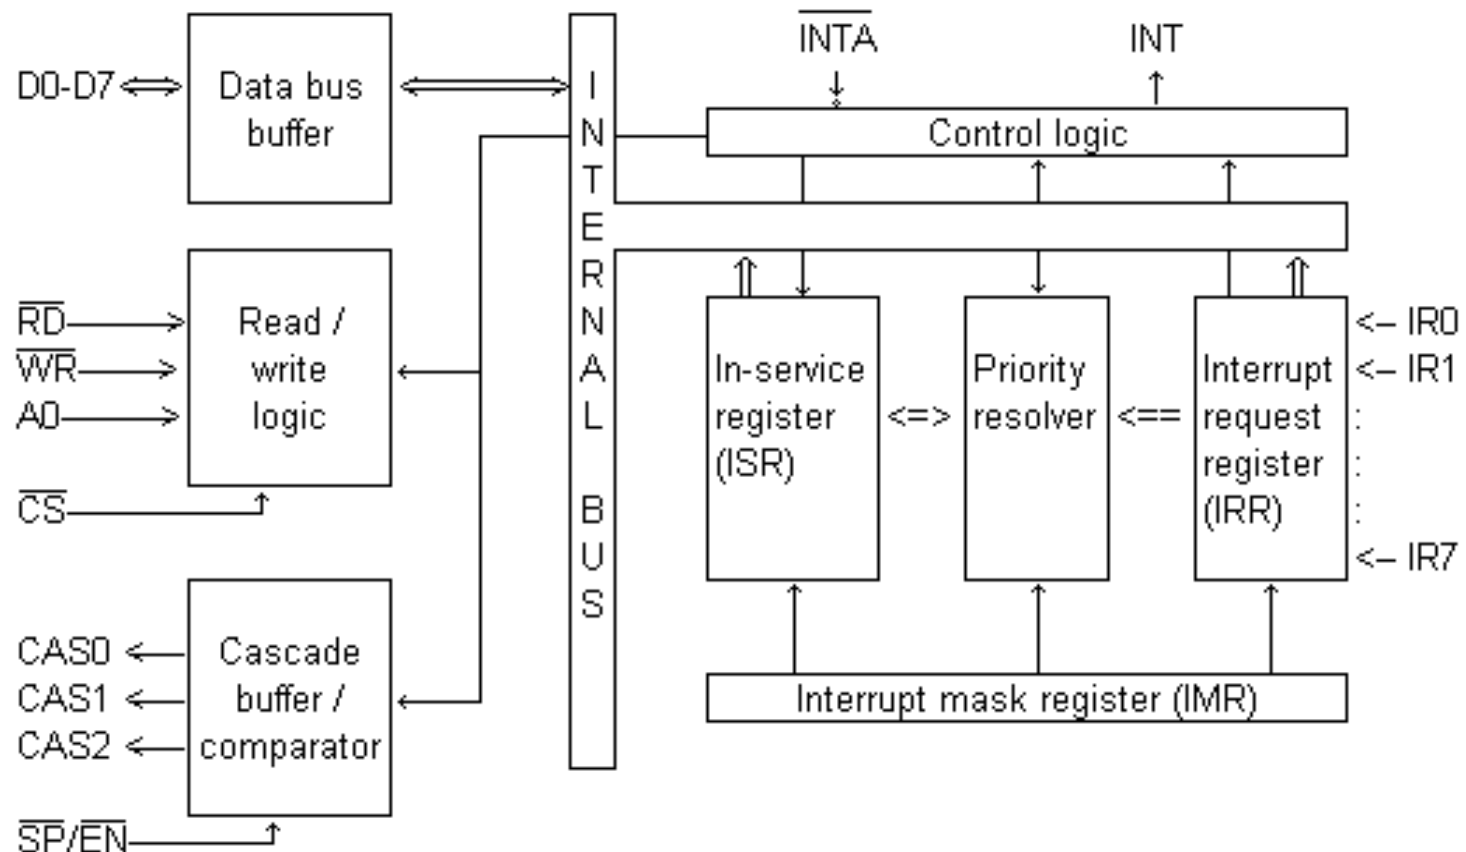 INTA
INT
D0-D7
Data bus
buffer
INTERNAL BUS
Control logic
RD
WR
A0
CS
Read /
write
logic
In-service
register
(ISR)
<=>
Priority
resolver
<==
Interrupt
request
register
(IRR)
<– IR0
<– IR1
:
:
:
<– IR7
CAS0
CAS1
CAS2
Cascade
buffer /
comparator
SP/EN
Interrupt mask register (IMR)